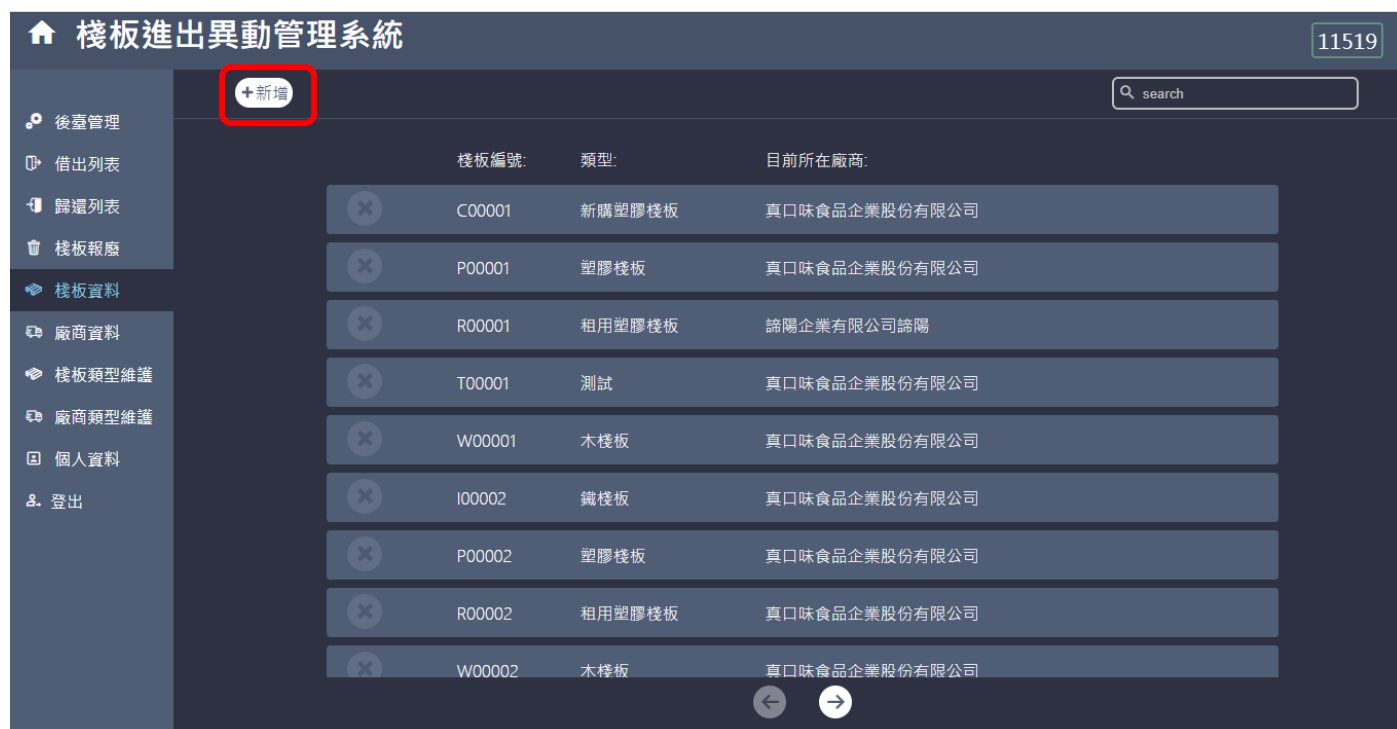 棧板進出異動管理系統
11519
+新增
search
後臺管理
借出列表
歸還列表
棧板報廢
棧板資料
廠商資料
棧板類型維護
廠商類型維護
個人資料
登出
棧板編號: 類型: 目前所在廠商:
C00001 新購塑膠棧板 真口味食品企業股份有限公司
P00001 塑膠棧板 真口味食品企業股份有限公司
R00001 租用塑膠棧板 諦陽企業有限公司諦陽
T00001 測試 真口味食品企業股份有限公司
W00001 木棧板 真口味食品企業股份有限公司
I00002 鐵棧板 真口味食品企業股份有限公司
P00002 塑膠棧板 真口味食品企業股份有限公司
R00002 租用塑膠棧板 真口味食品企業股份有限公司
W00002 木棧板 真口味食品企業股份有限公司